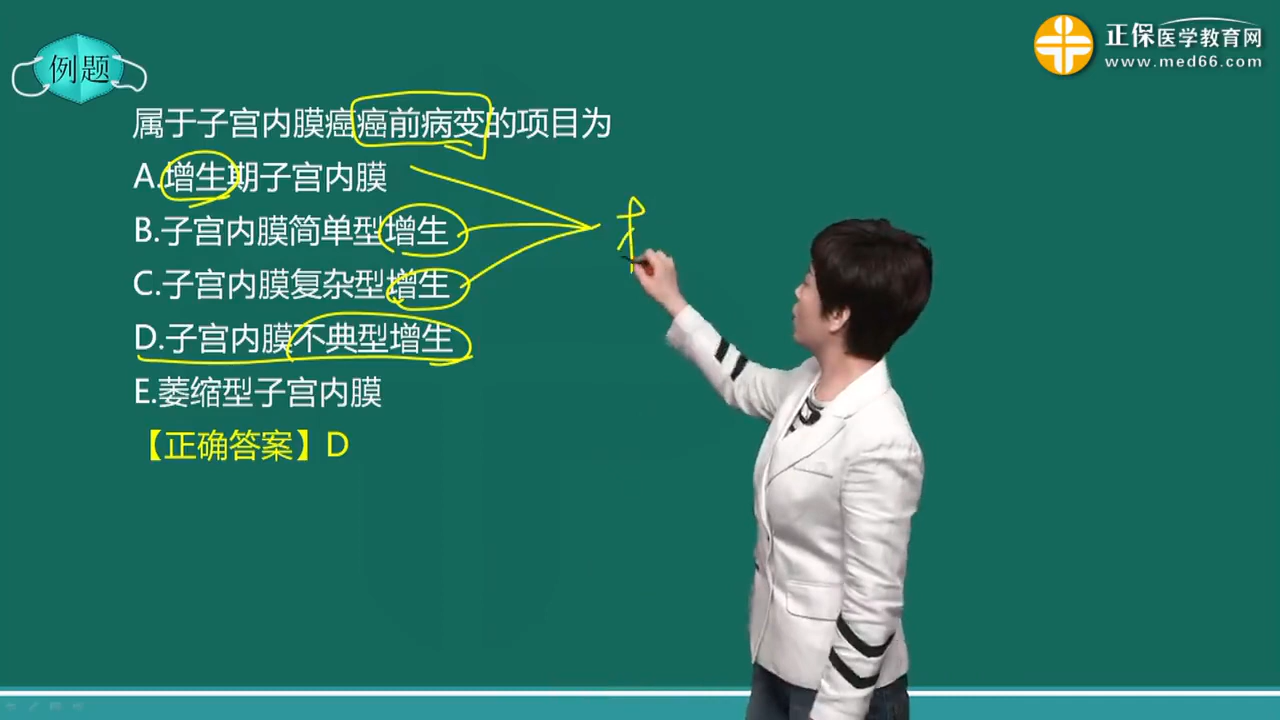 正保医学教育网
www.med66.com
例题
属于子宫内膜癌癌前病变的项目为
A.增生期子宫内膜
B.子宫内膜简单型增生
C.子宫内膜复杂型增生
D.子宫内膜不典型增生
E.萎缩型子宫内膜
【正确答案】D